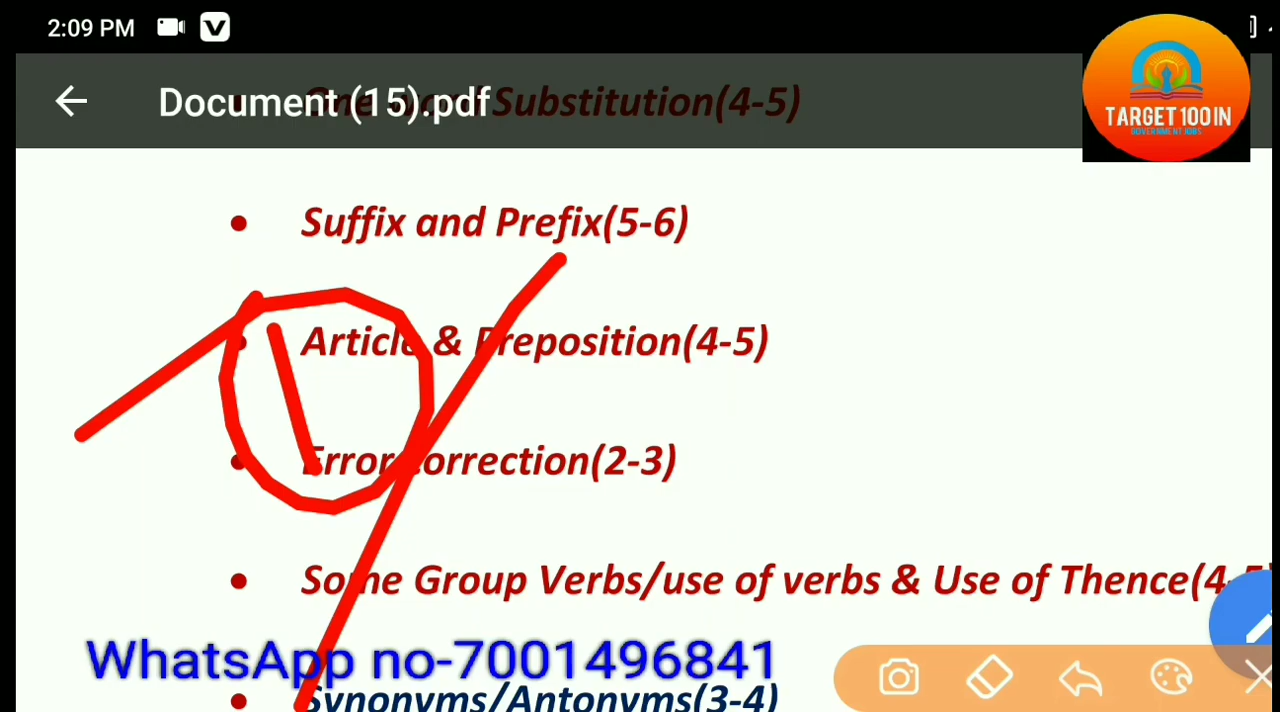 2:09 PM
Document (15).pdf
Substitution(4-5)
TARGET 100 IN
GOVERNMENT JOBS
Suffix and Prefix(5-6)
Article & Preposition(4-5)
Error Correction(2-3)
Some Group Verbs/use of verbs & Use of Thence(4-5)
WhatsApp no-7001496841
Synonyms/Antonyms(3-4)